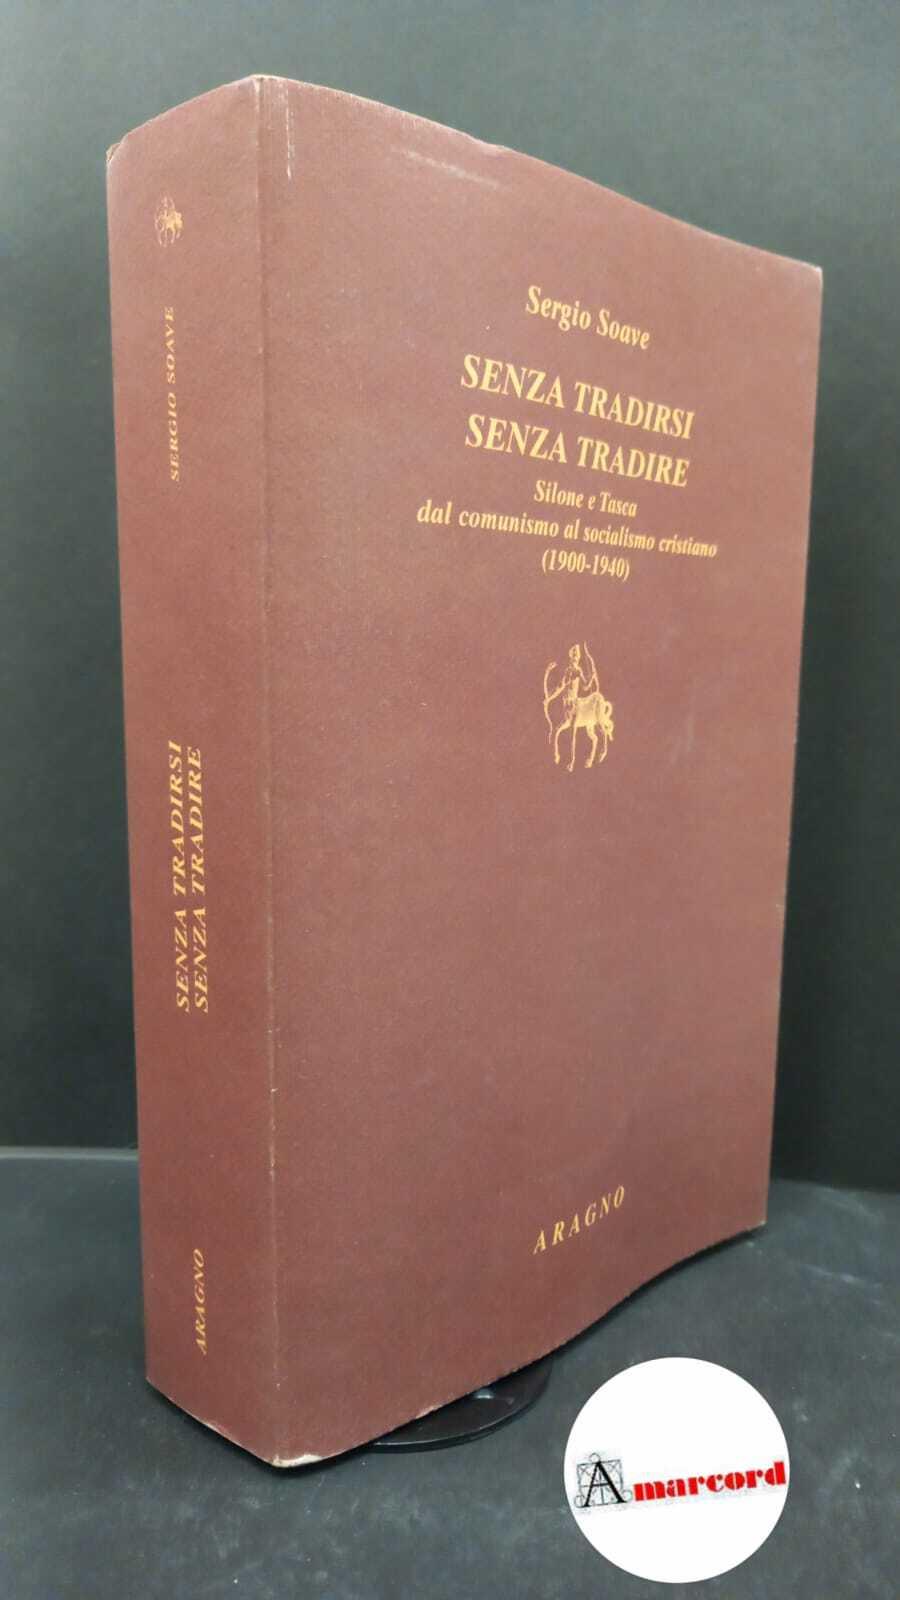 Sergio Soave
SENZA TRADIRSI
SENZA TRADIRE
Silone e Tasca
dal comunismo al socialismo cristiano
(1900-1940)
ARAGNO
SERGIO SOAVE
SENZA TRADIRSI
SENZA TRADIRE
ARAGNO
Amarcord